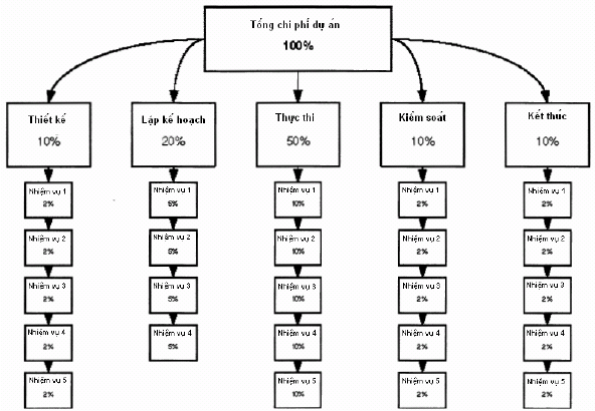 Tổng chi phí dự án
100%
Thiết kế
10%
Lập kế hoạch
20%
Thực thi
50%
Kiểm soát
10%
Kết thúc
10%
Nhiệm vụ 1
2%
Nhiệm vụ 2
2%
Nhiệm vụ 3
2%
Nhiệm vụ 4
2%
Nhiệm vụ 5
2%
Nhiệm vụ 1
5%
Nhiệm vụ 2
5%
Nhiệm vụ 3
5%
Nhiệm vụ 4
5%
Nhiệm vụ 1
10%
Nhiệm vụ 2
10%
Nhiệm vụ 3
10%
Nhiệm vụ 4
10%
Nhiệm vụ 5
10%
Nhiệm vụ 1
2%
Nhiệm vụ 2
2%
Nhiệm vụ 3
2%
Nhiệm vụ 4
2%
Nhiệm vụ 5
2%
Nhiệm vụ 1
2%
Nhiệm vụ 2
2%
Nhiệm vụ 3
2%
Nhiệm vụ 4
2%
Nhiệm vụ 5
2%